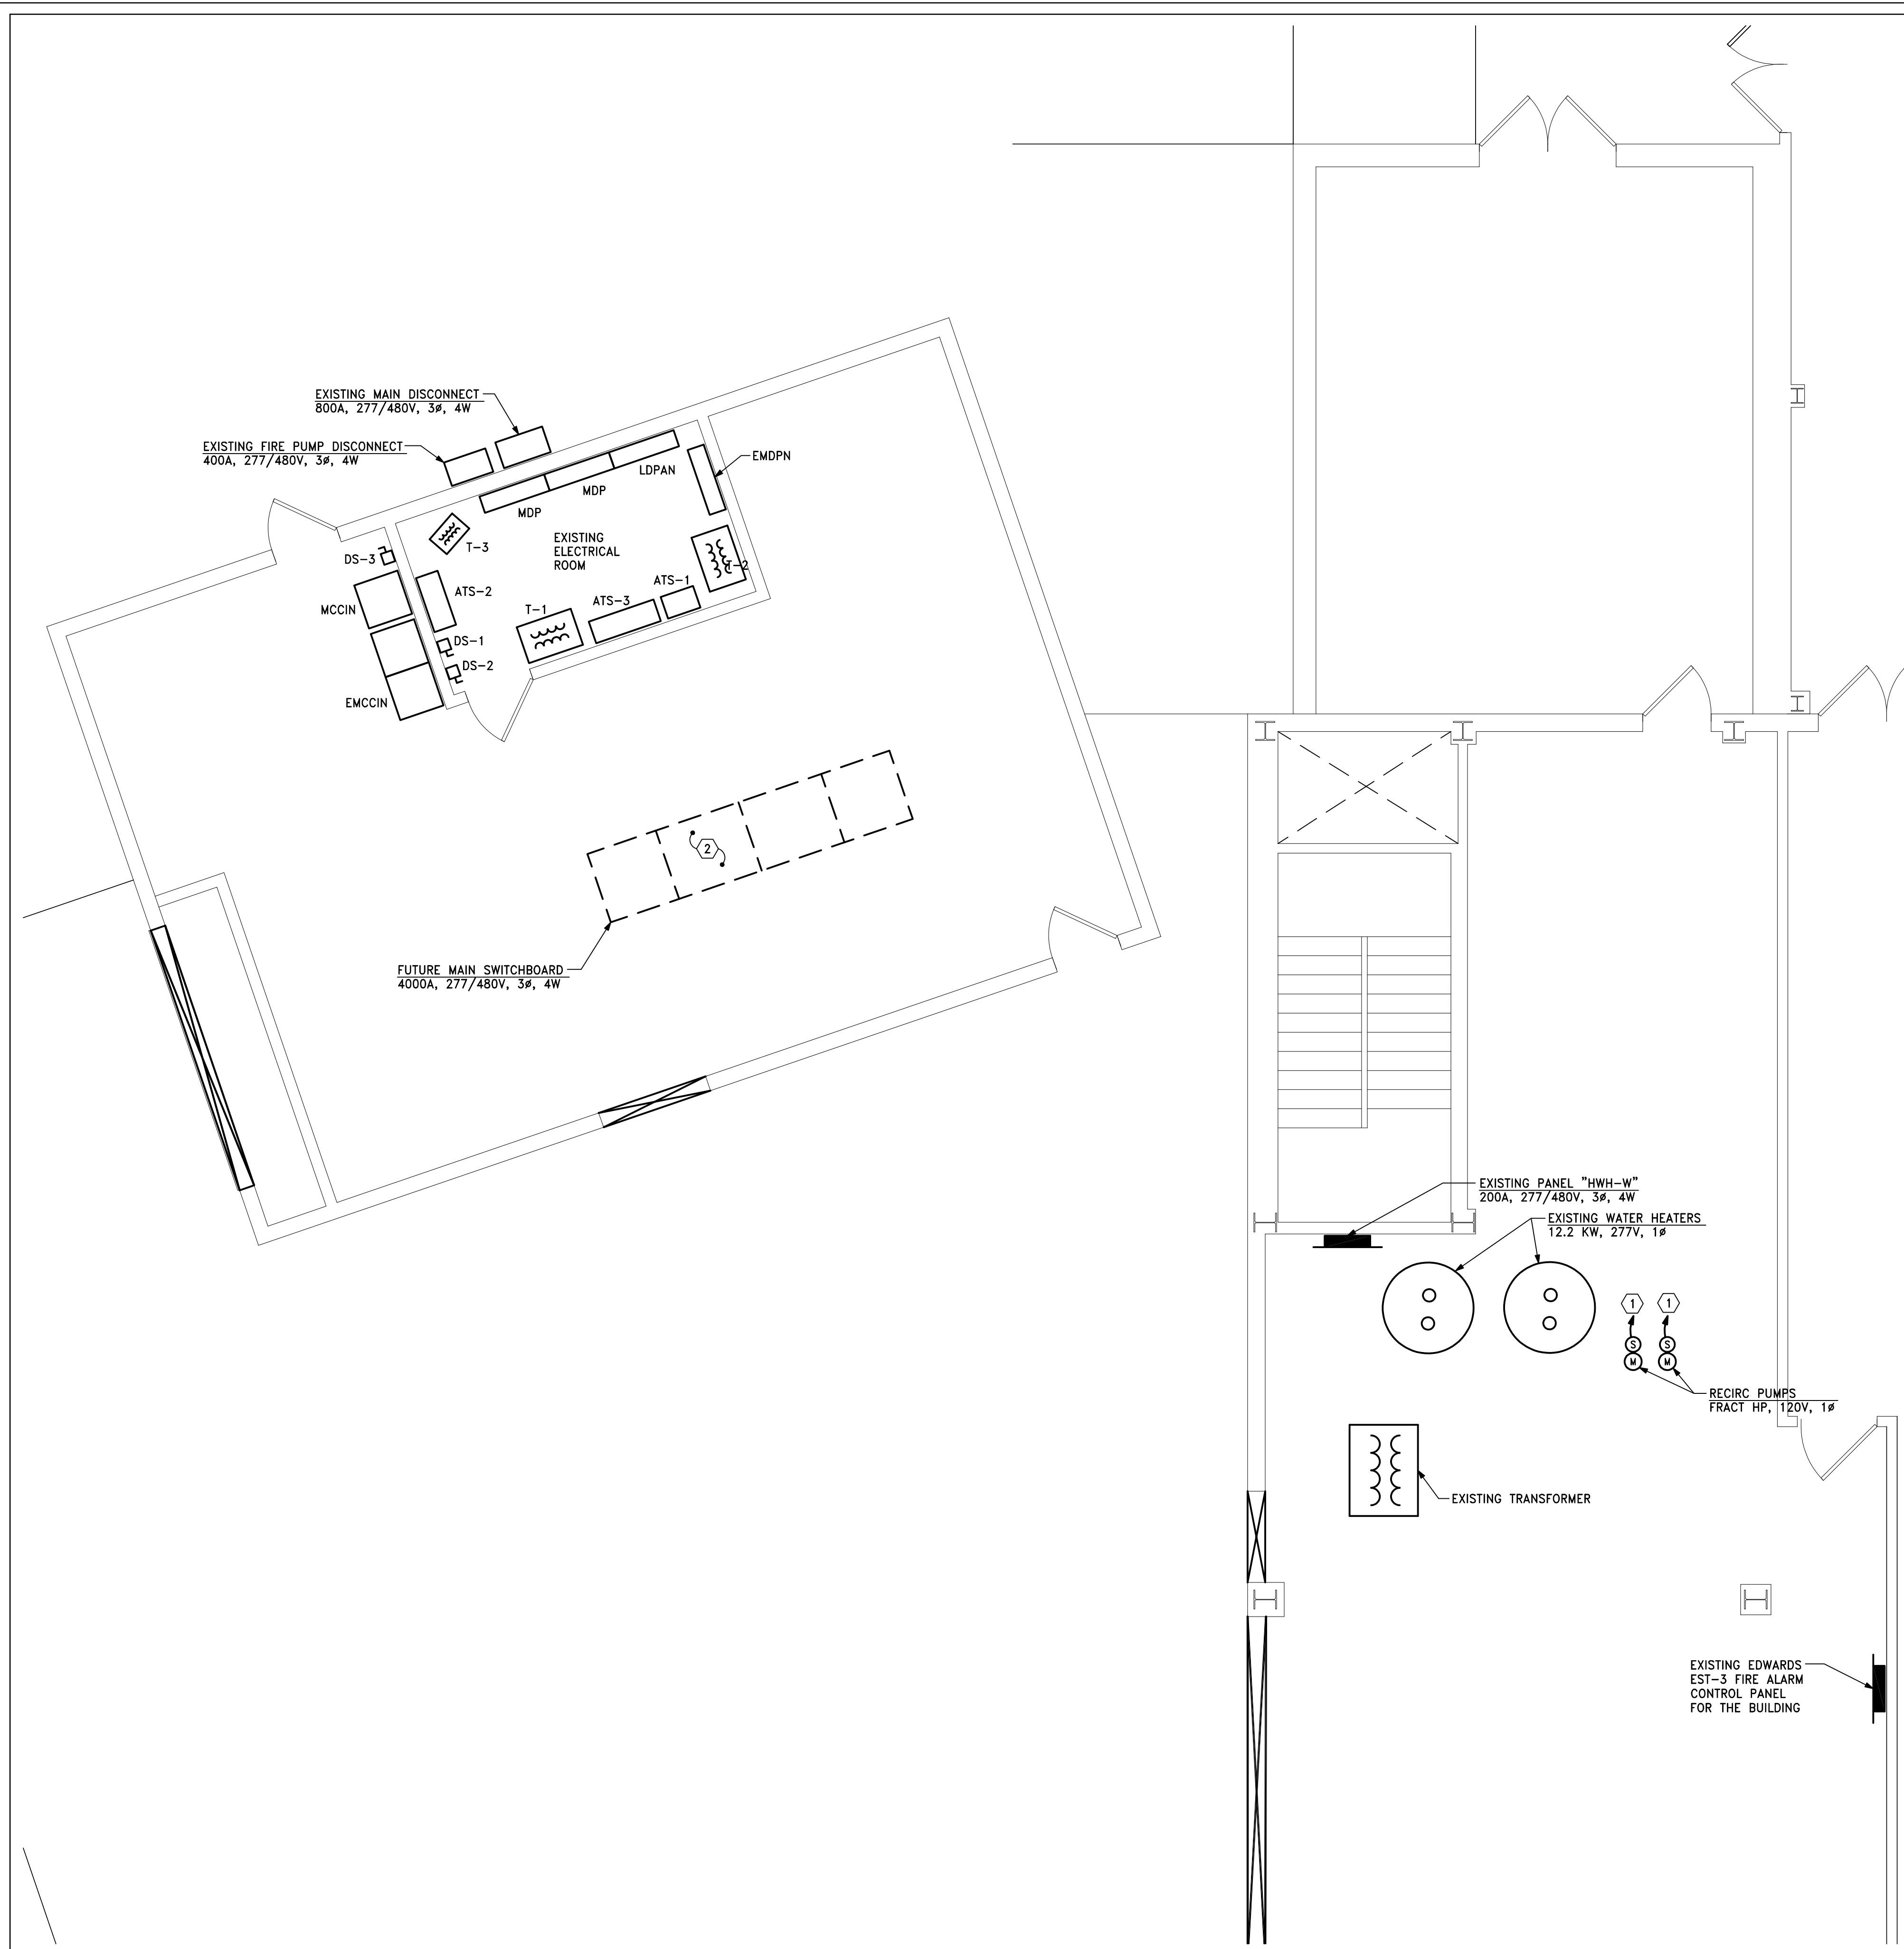 EXISTING MAIN DISCONNECT
800A, 277/480V, 3ø, 4W
EXISTING FIRE PUMP DISCONNECT
400A, 277/480V, 3ø, 4W
EMDPN
LDPAN
MDP
MDP
T-3
EXISTING
ELECTRICAL
ROOM
DS-3
T-2
ATS-1
ATS-2
ATS-3
MCCIN
T-1
DS-1
DS-2
EMCCIN
2
FUTURE MAIN SWITCHBOARD
4000A, 277/480V, 3ø, 4W
EXISTING PANEL "HWH-W"
200A, 277/480V, 3ø, 4W
EXISTING WATER HEATERS
12.2 KW, 277V, 1ø
1
1
S
S
M
M
RECIRC PUMPS
FRACT HP, 120V, 1ø
EXISTING TRANSFORMER
EXISTING EDWARDS
EST-3 FIRE ALARM
CONTROL PANEL
FOR THE BUILDING